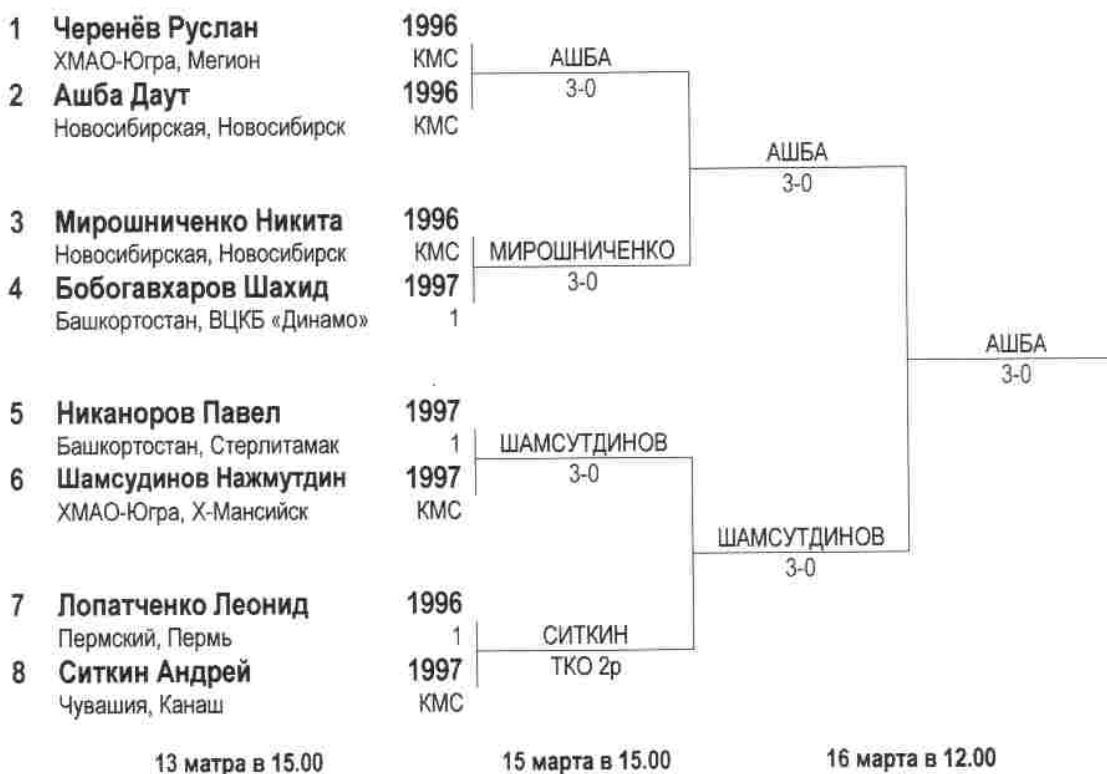 1 Черенёв Руслан 1996
ХМАО-Югра, Мегион КМС
АШБА
3-0
2 Ашба Даут 1996
Новосибирская, Новосибирск КМС
АШБА
3-0
3 Мирошниченко Никита 1996
Новосибирская, Новосибирск КМС
МИРОШНИЧЕНКО
3-0
4 Бобогавхаров Шахид 1997
Башкортостан, ВЦКБ «Динамо» 1
АШБА
3-0
5 Никаноров Павел 1997
Башкортостан, Стерлитамак 1
ШАМСУТДИНОВ
3-0
6 Шамсудинов Нажмутдин 1997
ХМАО-Югра, Х-Мансийск КМС
ШАМСУТДИНОВ
3-0
7 Лопатченко Леонид 1996
Пермский, Пермь 1
СИТКИН
ТКО 2р
8 Ситкин Андрей 1997
Чувашия, Канаш КМС
13 матра в 15.00 15 марта в 15.00 16 марта в 12.00